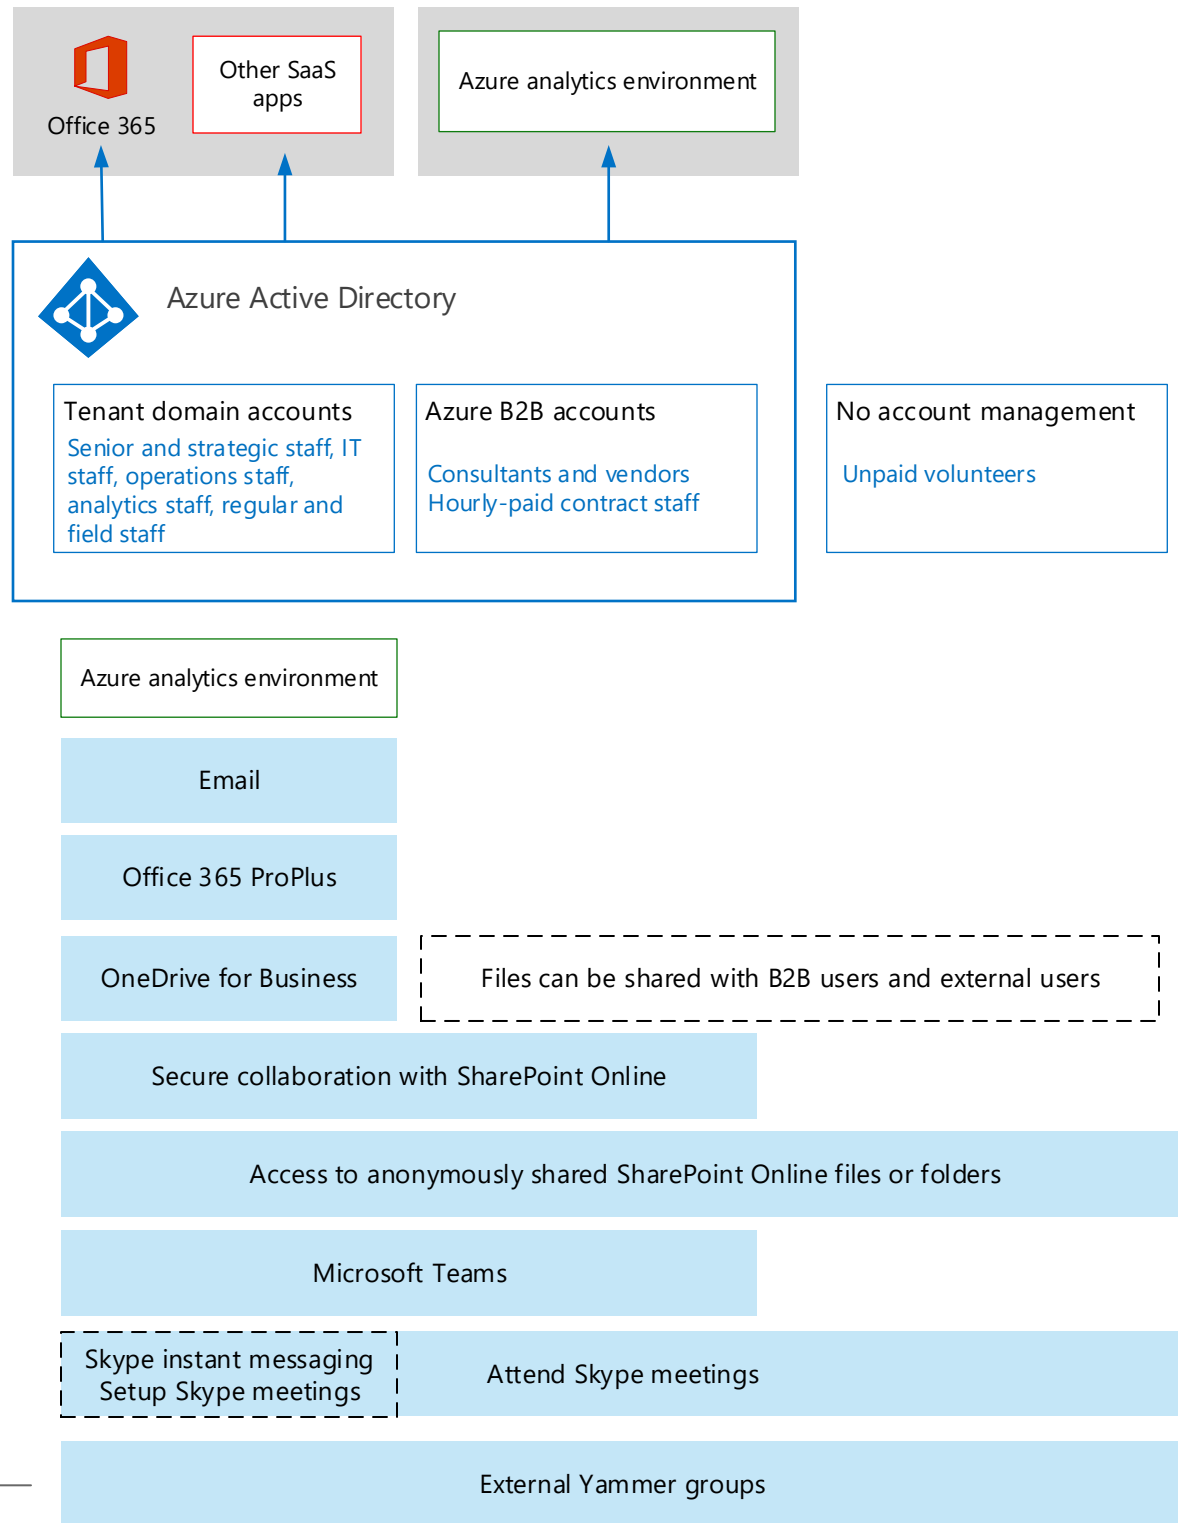 Office 365
Other SaaS
apps
Azure analytics environment
Azure Active Directory
Tenant domain accounts
Senior and strategic staff, IT
staff, operations staff,
analytics staff, regular and
field staff
Azure B2B accounts
Consultants and vendors
Hourly-paid contract staff
No account management
Unpaid volunteers
Azure analytics environment
Email
Office 365 ProPlus
OneDrive for Business
Files can be shared with B2B users and external users
Secure collaboration with SharePoint Online
Access to anonymously shared SharePoint Online files or folders
Microsoft Teams
Skype instant messaging
Setup Skype meetings
Attend Skype meetings
External Yammer groups